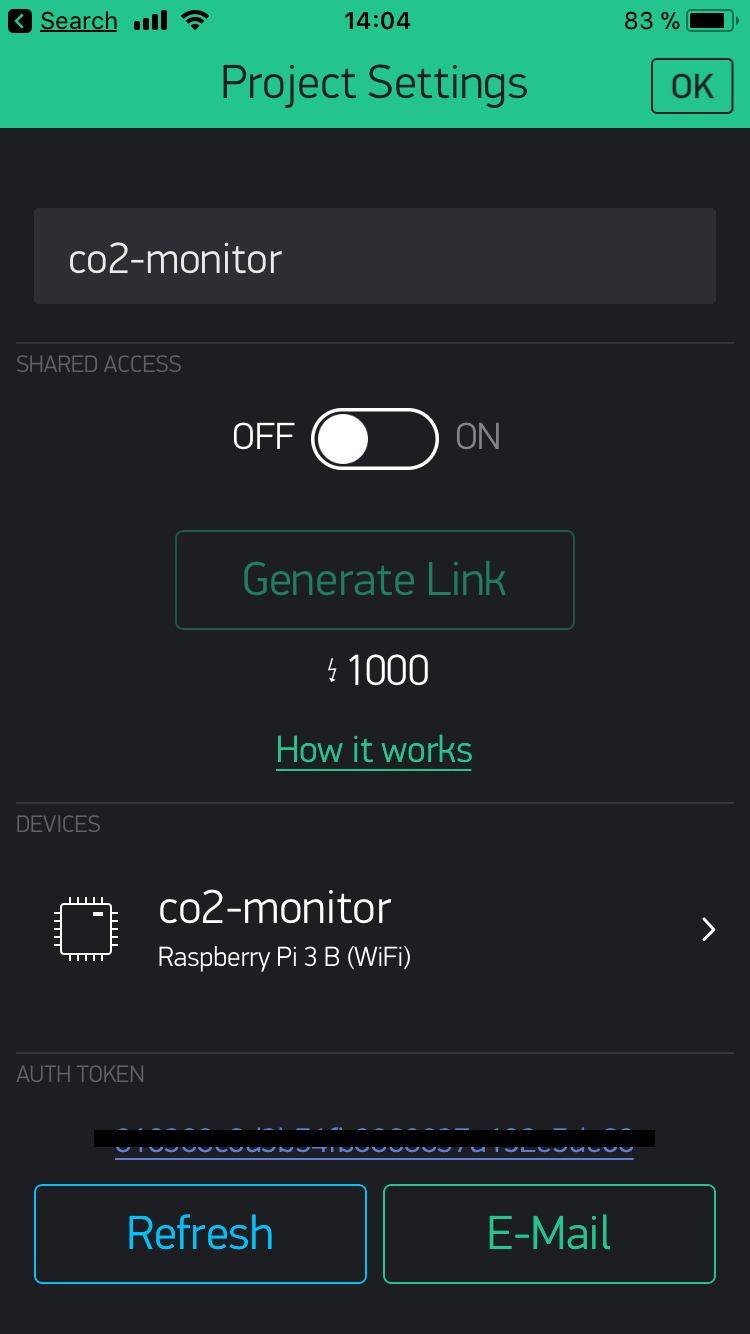 Search 14:04 83 %
Project Settings OK
co2-monitor
SHARED ACCESS
OFF ON
Generate Link
1000
How it works
DEVICES
co2-monitor
Raspberry Pi 3 B (WiFi)
AUTH TOKEN
Refresh E-Mail